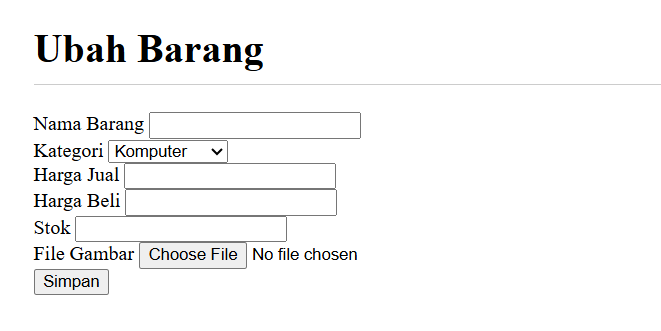 Ubah Barang
Nama Barang
Kategori Komputer
Harga Jual
Harga Beli
Stok
File Gambar Choose File No file chosen
Simpan